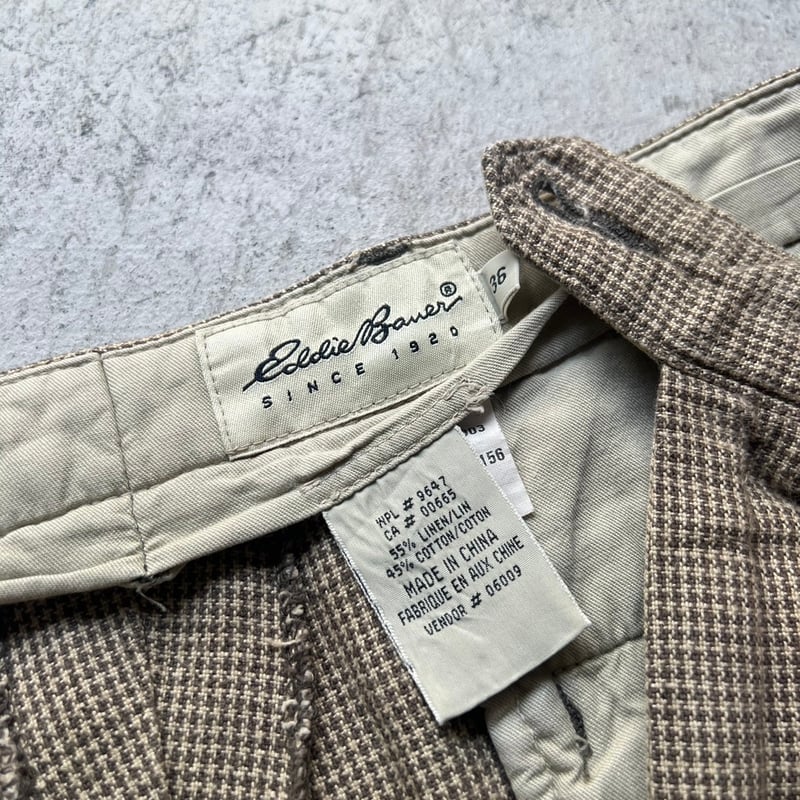 Eddie Bauer®
SINCE 1920
36
156
WPL # 9647
CA # 00665
55% LINEN/LIN
45% COTTON/COTON
MADE IN CHINA
FABRIQUE EN AUX CHINE
VENDOR # 06009